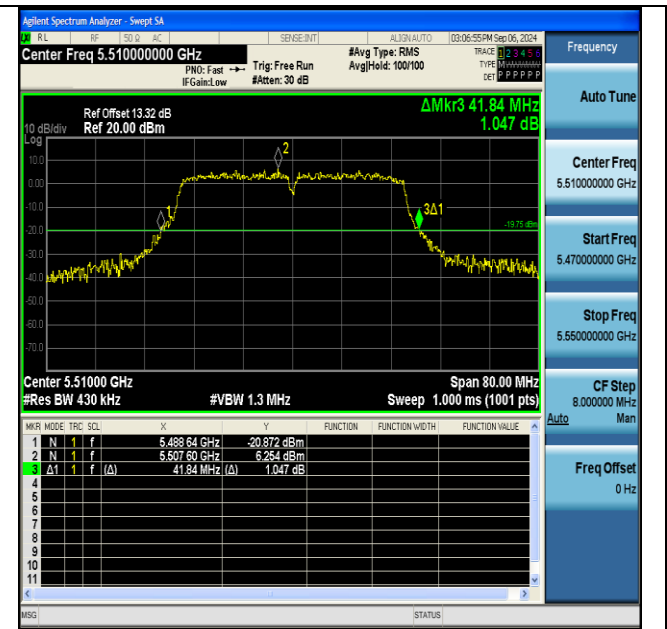 Agilent Spectrum Analyzer - Swept SA
RL RF 50 Ω AC SENSE:INT ALIGN AUTO 03:06:55 PM Sep 06, 2024
Center Freq 5.510000000 GHz
PNO: Fast
IFGain:Low
Trig: Free Run
#Atten: 30 dB
#Avg Type: RMS
Avg|Hold: 100/100
TRACE 1 2 3 4 5 6
TYPE
DET P P P P P P
Frequency
Auto Tune
Center Freq
5.510000000 GHz
Start Freq
5.470000000 GHz
Stop Freq
5.550000000 GHz
CF Step
8.000000 MHz
Auto Man
Freq Offset
0 Hz
ΔMkr3 41.84 MHz
1.047 dB
Ref Offset 13.32 dB
10 dB/div Ref 20.00 dBm
Log
10.0
0.00
-10.0
-20.0
-30.0
-40.0
-50.0
-60.0
-70.0
1
2
3Δ1
-19.75 dBm
Center 5.51000 GHz Span 80.00 MHz
#Res BW 430 kHz #VBW 1.3 MHz Sweep 1.000 ms (1001 pts)
MKR MODE TRC SCL X Y FUNCTION FUNCTION WIDTH FUNCTION VALUE
1 N 1 f 5.488 64 GHz -20.872 dBm
2 N 1 f 5.507 60 GHz 6.254 dBm
3 Δ1 1 f (Δ) 41.84 MHz (Δ) 1.047 dB
4
5
6
7
8
9
10
11
MSG STATUS